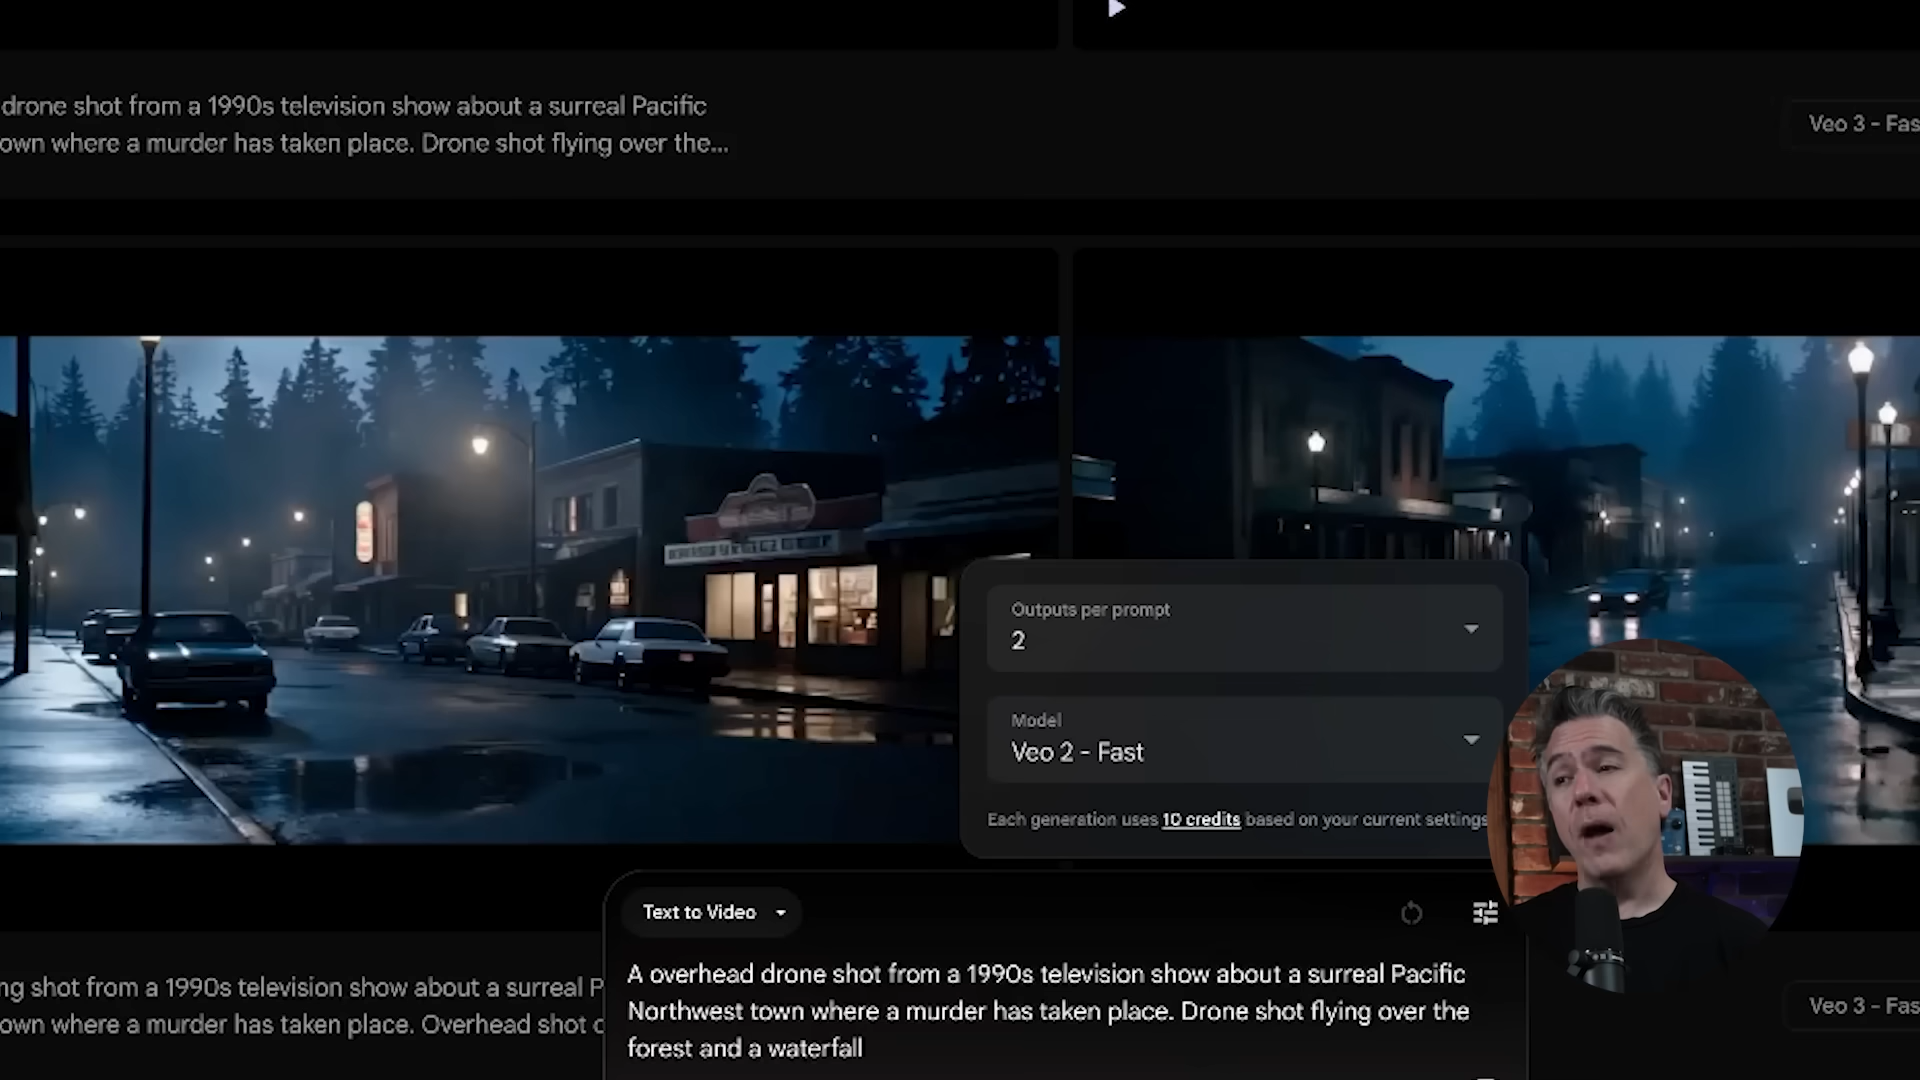 drone shot from a 1990s television show about a surreal Pacific
own where a murder has taken place. Drone shot flying over the...
Veo 3 - Fas
Outputs per prompt
2
Model
Veo 2 - Fast
Each generation uses 10 credits based on your current settings
Text to Video
A overhead drone shot from a 1990s television show about a surreal Pacific
Northwest town where a murder has taken place. Drone shot flying over the
forest and a waterfall
ng shot from a 1990s television show about a surreal P
own where a murder has taken place. Overhead shot
Veo 3 - Fas